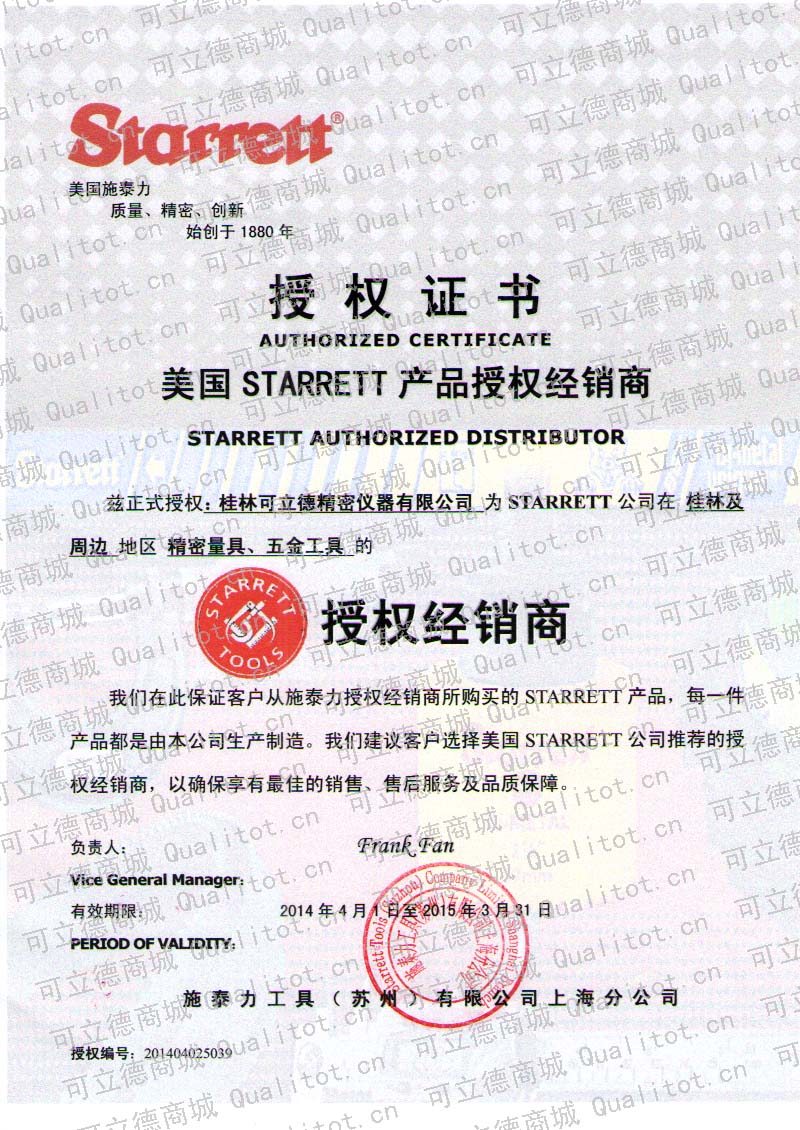 Starrett®
美国施泰力
质量、精密、创新
始创于 1880 年
授权证书
AUTHORIZED CERTIFICATE
美国 STARRETT 产品授权经销商
STARRETT AUTHORIZED DISTRIBUTOR
兹正式授权：桂林可立德精密仪器有限公司 为 STARRETT 公司在 桂林及
周边 地区 精密量具、五金工具 的
STARRETT
TOOLS
授权经销商
我们在此保证客户从施泰力授权经销商所购买的 STARRETT 产品，每一件
产品都是由本公司生产制造。我们建议客户选择美国 STARRETT 公司推荐的授
权经销商，以确保享有最佳的销售、售后服务及品质保障。
负责人：
Frank Fan
Vice General Manager:
有效期限：
2014 年 4 月 1 日至 2015 年 3 月 31 日
PERIOD OF VALIDITY:
施泰力工具（苏州）有限公司上海分公司
授权编号：201404025039
可立德商城 Qualitot.cn